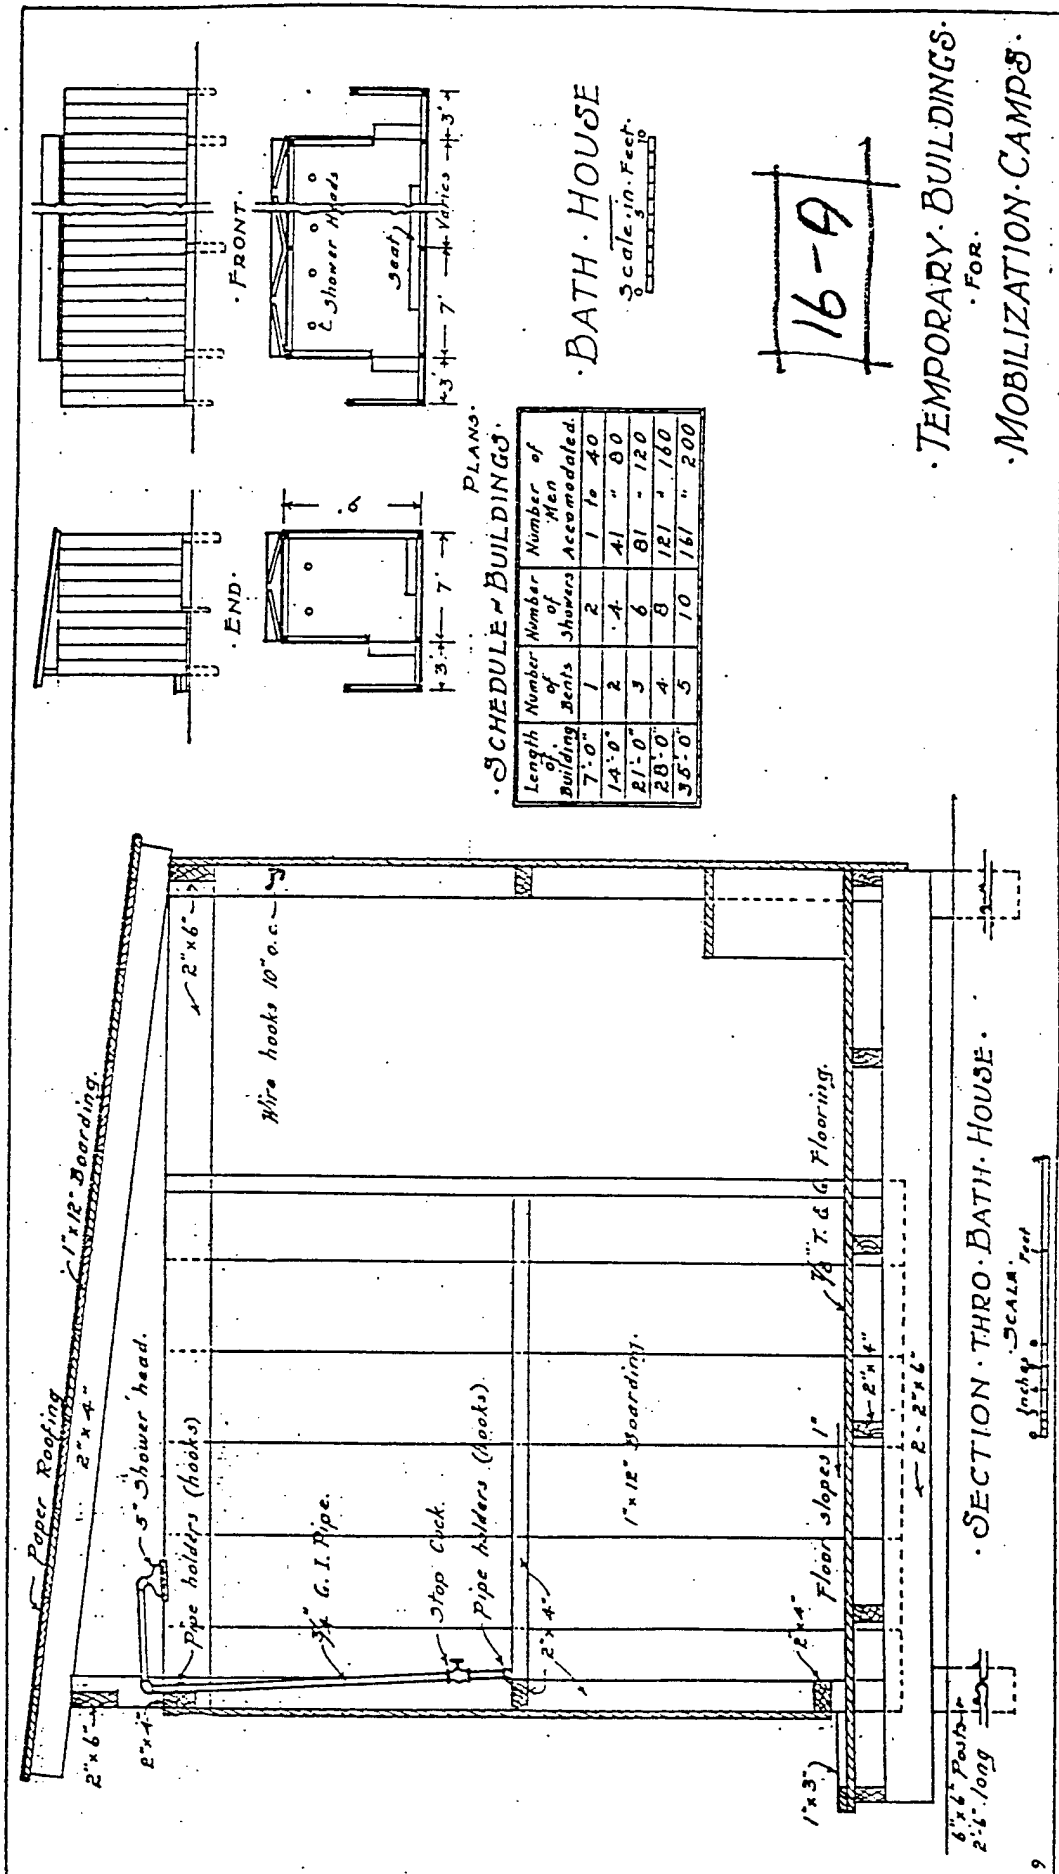 Paper Roofing
1"x12" Boarding.
2"x4"
2"x6"
2"x4"
5" Shower head.
Pipe holders (hooks)
2"x6"
Wire hooks 10" o.c.
3/4" G. I. Pipe.
Stop Cock.
Pipe holders (hooks).
2"x4"
1"x12" Boarding.
2"x4"
Floor slopes 1"
7/8" T. & G. Flooring.
1"x3"
2"x4"
2-2"x6"
6"x6" Posts
2'-6" long
·SECTION·THRO·BATH·HOUSE·
Inches SCALE. Feet
·END·
·FRONT·
Shower Heads
Seat
3' 7'
3' 7' Varies 3'
PLANS·
·SCHEDULE of BUILDINGS·
Length of Building Number of Bents Number of Showers Number of Men Accomodated.
7'-0" 1 2 1 to 40
14'-0" 2 4 41 " 80
21'-0" 3 6 81 " 120
28'-0" 4 8 121 " 160
35'-0" 5 10 161 " 200
·BATH·HOUSE
Scale·in·Feet·
0 5 10
16-A
·TEMPORARY·BUILDINGS·
·FOR·
·MOBILIZATION·CAMPS·